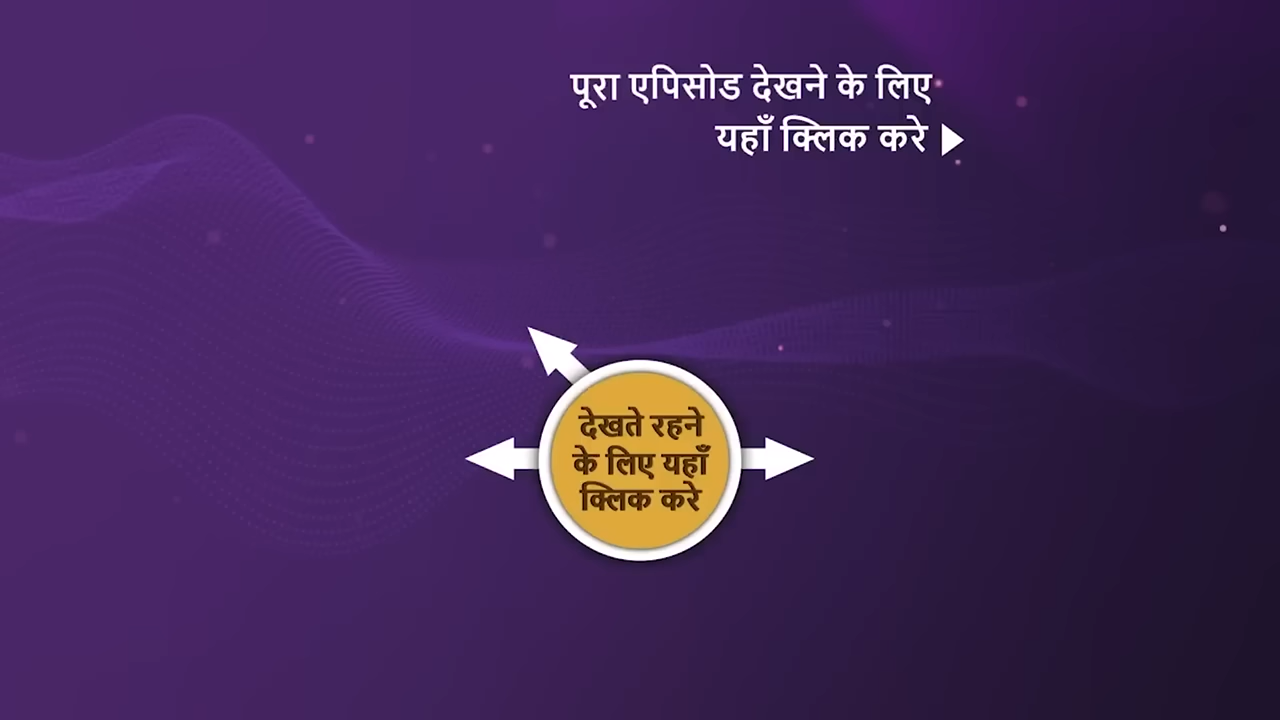 पूरा एपिसोड देखने के लिए
यहाँ क्लिक करे
देखते रहने
के लिए यहाँ
क्लिक करे